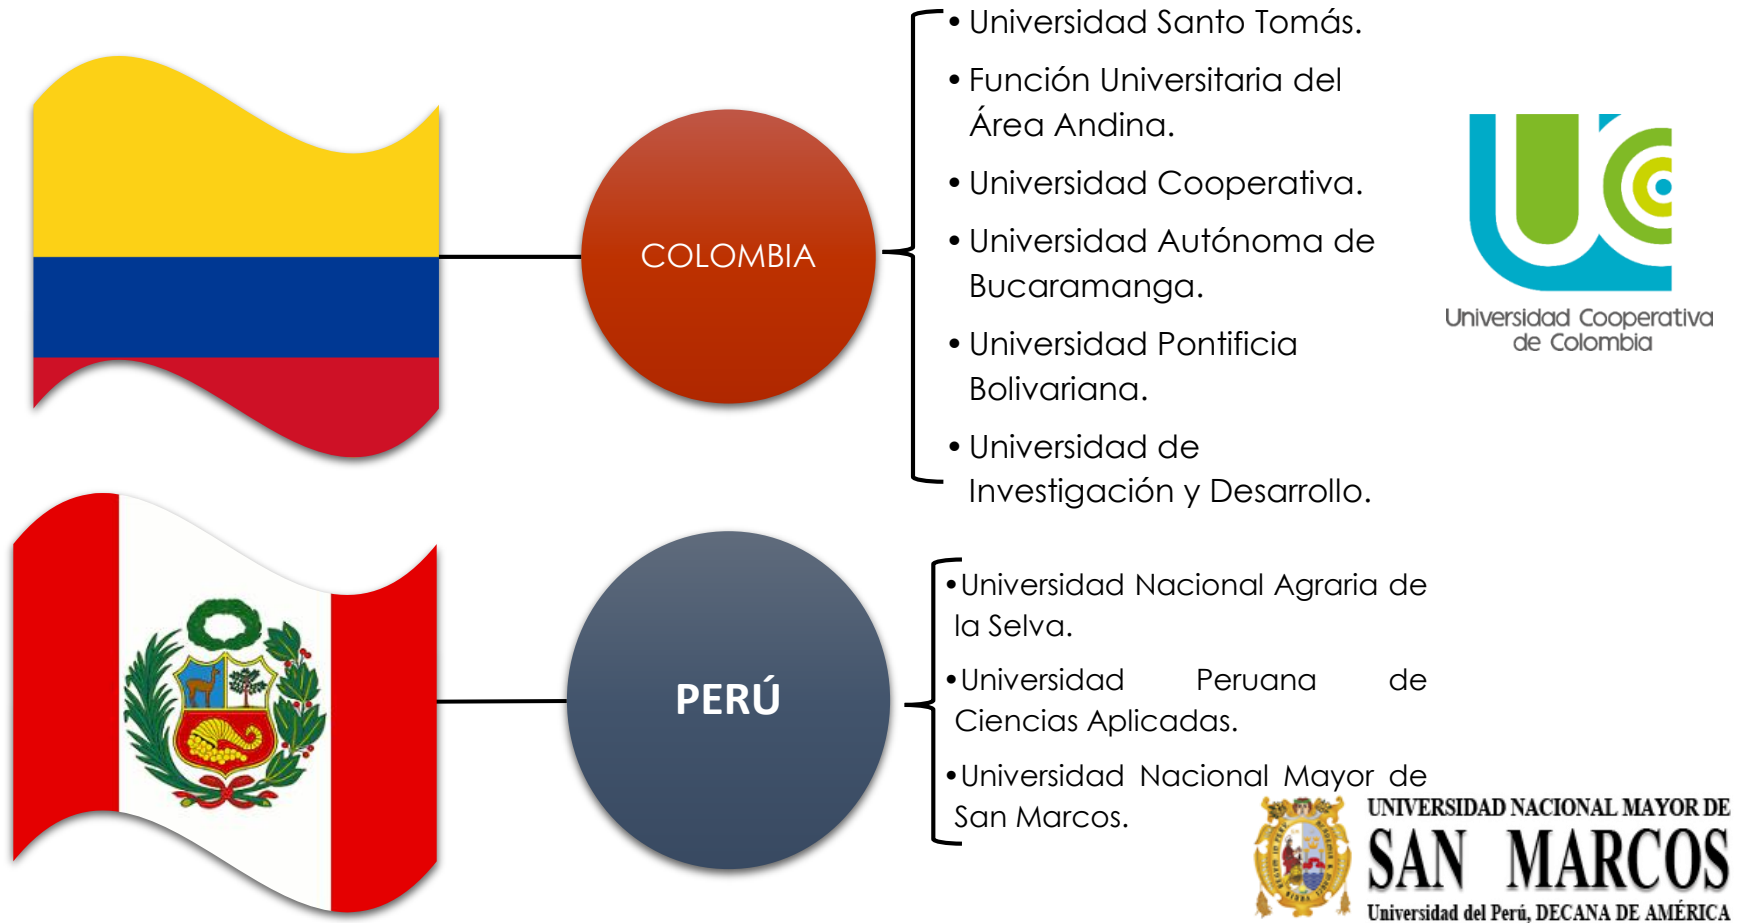 COLOMBIA
• Universidad Santo Tomás.
• Función Universitaria del
Área Andina.
• Universidad Cooperativa.
• Universidad Autónoma de
Bucaramanga.
• Universidad Pontificia
Bolivariana.
• Universidad de
Investigación y Desarrollo.
Universidad Cooperativa
de Colombia
PERÚ
•Universidad Nacional Agraria de
la Selva.
•Universidad Peruana de
Ciencias Aplicadas.
•Universidad Nacional Mayor de
San Marcos.
UNIVERSIDAD NACIONAL MAYOR DE
SAN MARCOS
Universidad del Perú, DECANA DE AMÉRICA